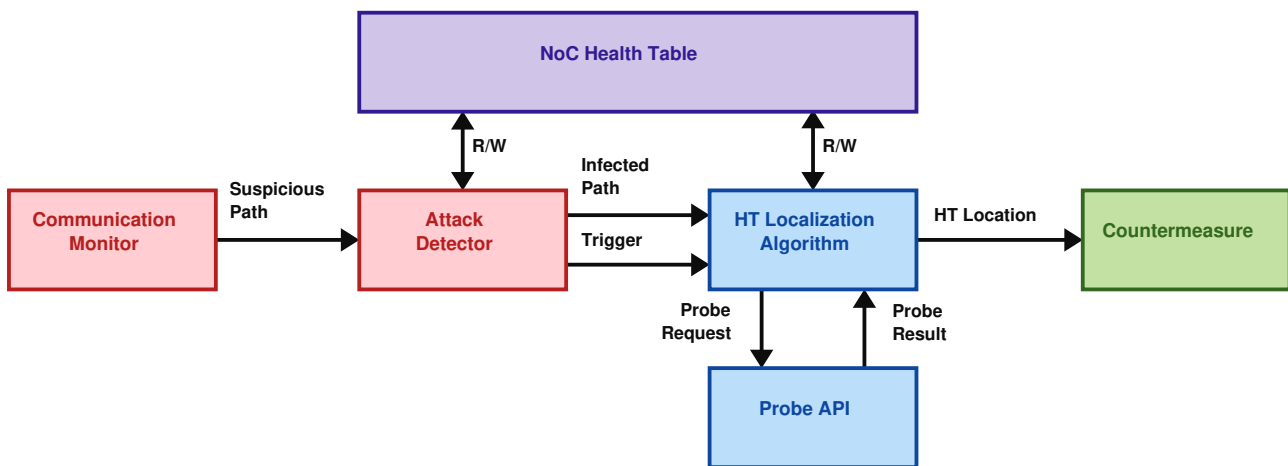 NoC Health Table
R/W
R/W
Suspicious
Path
Infected
Path
Trigger
HT Location
Communication
Monitor
Attack
Detector
HT Localization
Algorithm
Countermeasure
Probe
Request
Probe
Result
Probe API